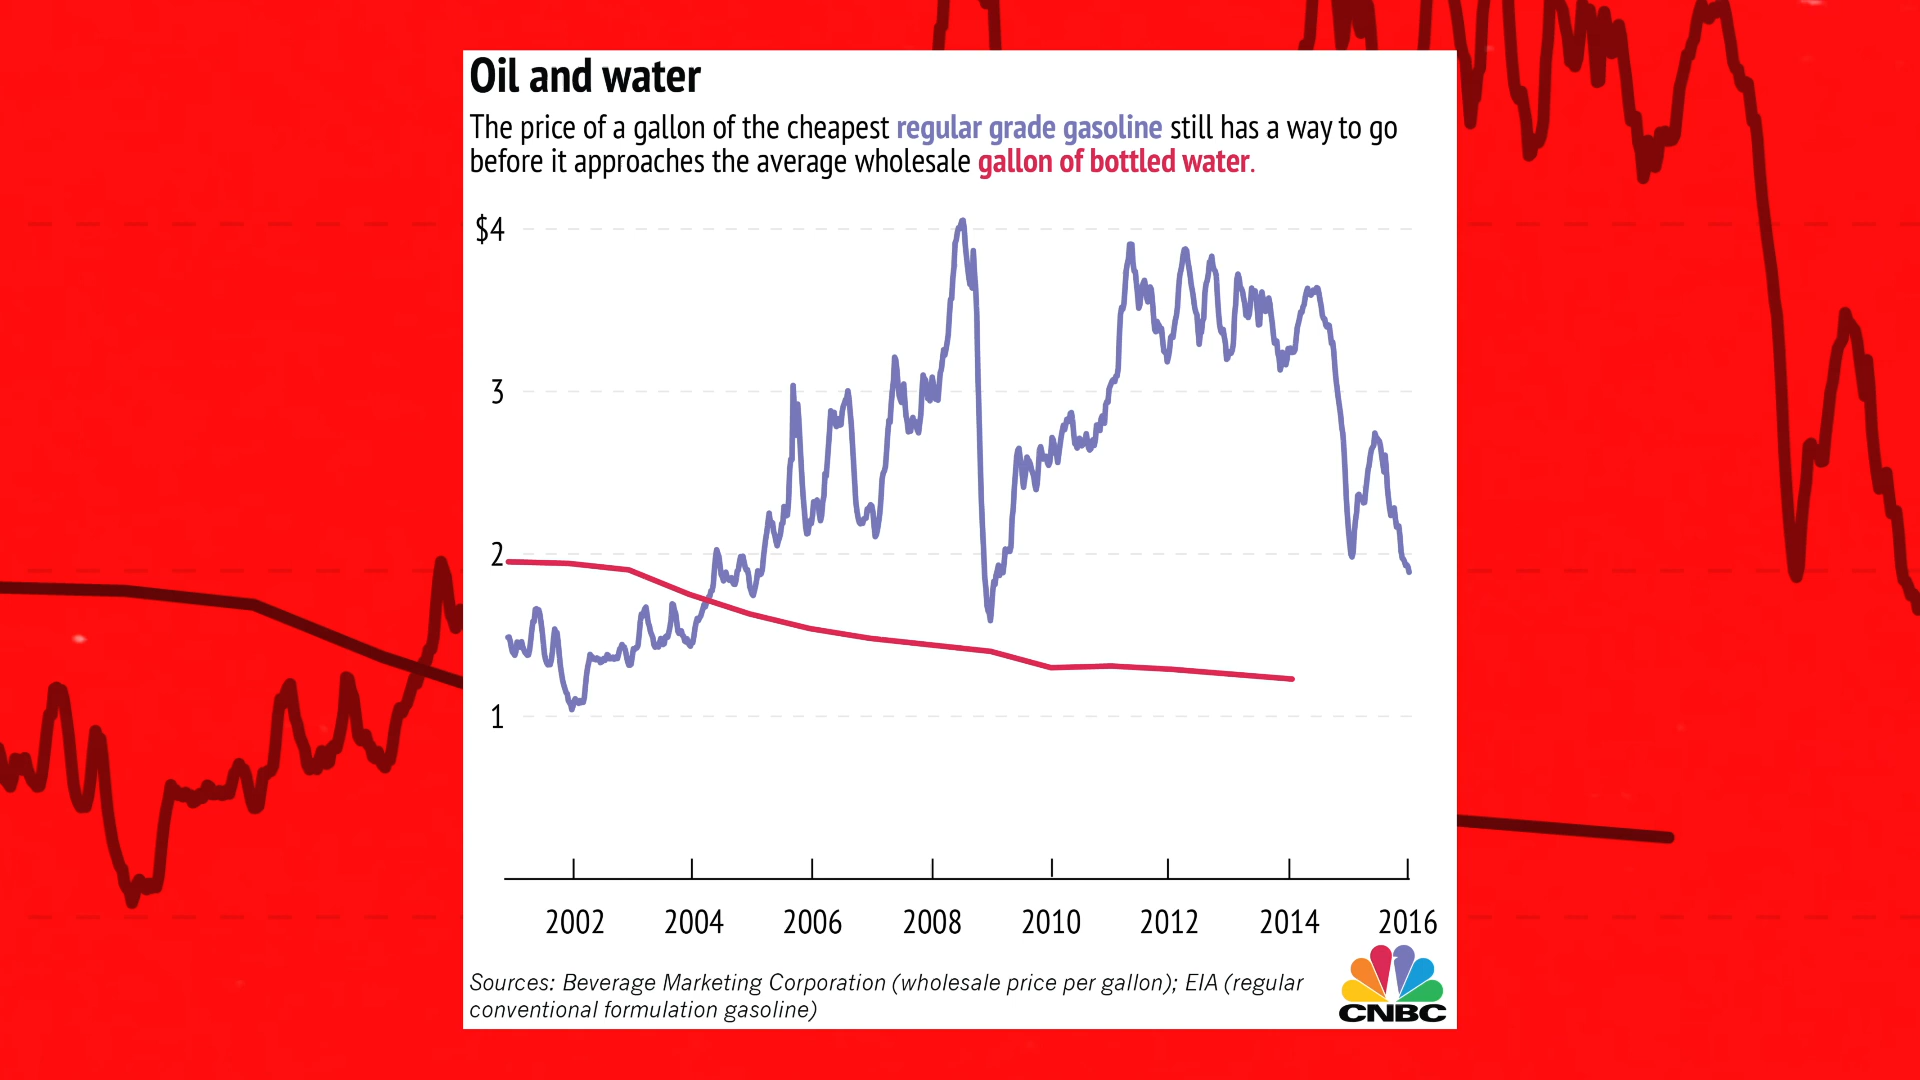 Oil and water
The price of a gallon of the cheapest regular grade gasoline still has a way to go
before it approaches the average wholesale gallon of bottled water.
$4
3
2
1
2002 2004 2006 2008 2010 2012 2014 2016
Sources: Beverage Marketing Corporation (wholesale price per gallon); EIA (regular
conventional formulation gasoline)
CNBC